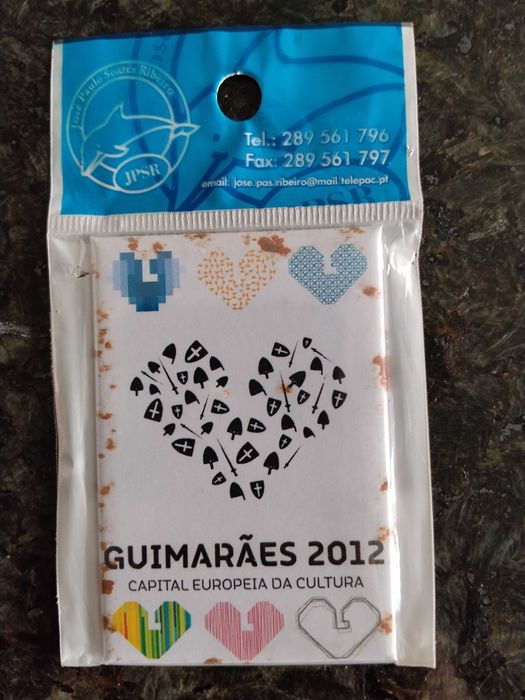 José Paulo Soares Ribeiro
JPSR
Tel.: 289 561 796
Fax: 289 561 797
email: jose.pas.ribeiro@mail.telepac.pt
JPSR
GUIMARÃES 2012
CAPITAL EUROPEIA DA CULTURA